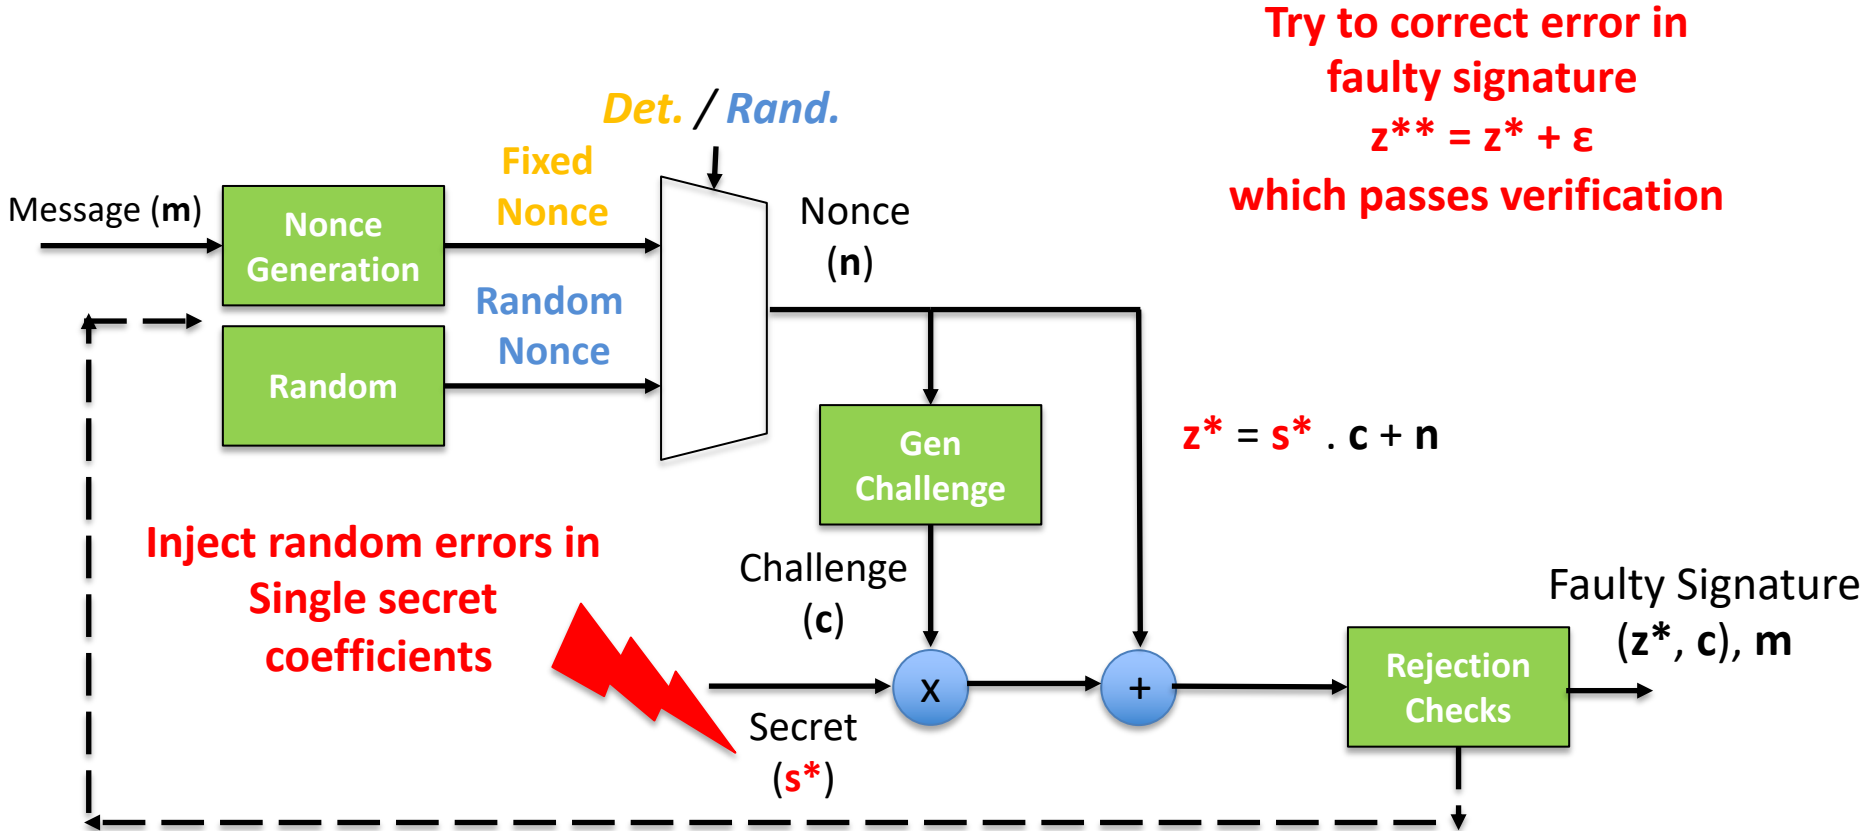 Try to correct error in
faulty signature
z** = z* + ε
which passes verification
Det. / Rand.
Fixed
Nonce
Message (m)
Nonce
Generation
Nonce
(n)
Random
Nonce
Random
Gen
Challenge
z* = s* . c + n
Inject random errors in
Single secret
coefficients
Challenge
(c)
Faulty Signature
(z*, c), m
x
+
Rejection
Checks
Secret
(s*)